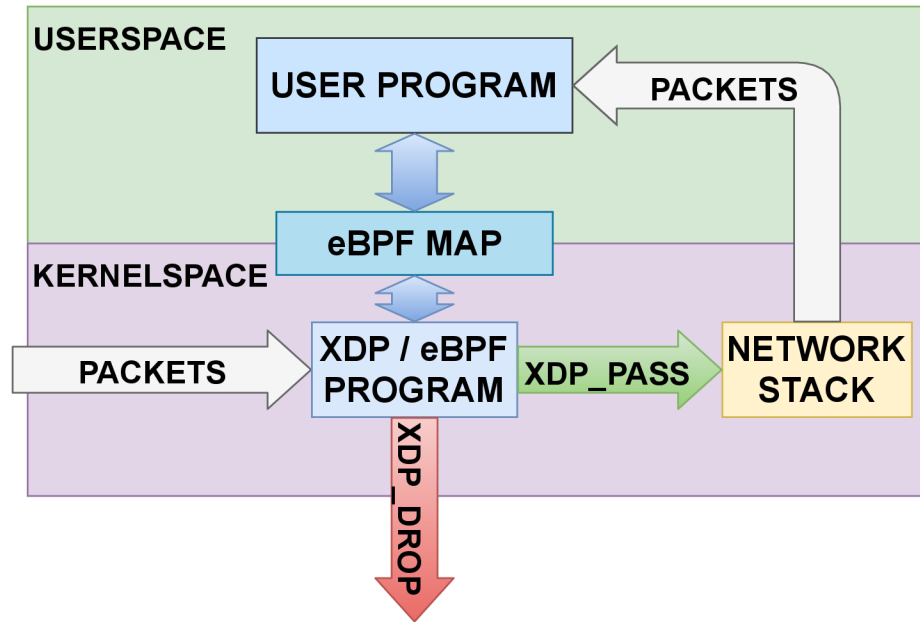 USERSPACE
USER PROGRAM
PACKETS
eBPF MAP
KERNELSPACE
PACKETS
XDP / eBPF
PROGRAM
XDP_PASS
NETWORK
STACK
XDP_DROP